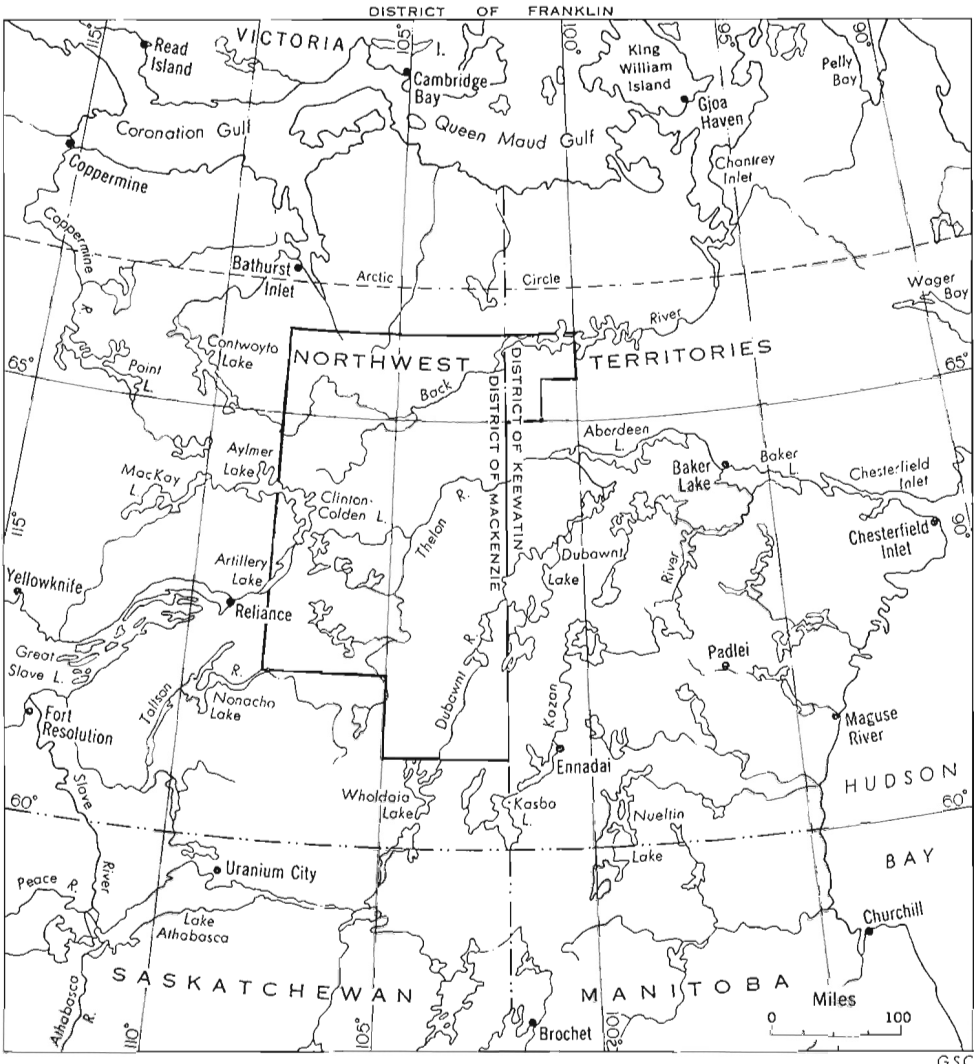 DISTRICT OF FRANKLIN
115°
VICTORIA
I.
105°
100°
95°
90°
Read
Island
Cambridge
Bay
King
William
Island
Pelly
Bay
Gjoa
Haven
Coronation Gulf
Queen Maud Gulf
Coppermine
Chantrey
Inlet
Coppermine
R.
Bathurst
Inlet
Arctic Circle
Wager
Bay
River
Contwoyto
Lake
NORTHWEST TERRITORIES
65°
65°
Point
L.
Back
DISTRICT OF KEEWATIN
DISTRICT OF MACKENZIE
Aylmer
Lake
Aberdeen
L.
Baker
Lake
Baker
L.
Chesterfield
Inlet
MacKay
L.
Clinton-
Colden L.
Thelon
R.
115°
90°
Chesterfield
Inlet
Artillery
Lake
Dubawnt
Lake
River
Yellowknife
Reliance
Great
Slave L.
Padlei
Taltson
R.
Nonacho
Lake
Dubawnt R.
Kazan
Fort
Resolution
Maguse
River
Ennadai
Slave
River
HUDSON
BAY
60°
60°
Wholdaia
Lake
Kasba
L.
Nueltin
Lake
Uranium City
Peace R.
Lake
Athabasca
Churchill
SASKATCHEWAN
MANITOBA
Athabasca
R.
Miles
0 100
110°
105°
Brochet
100°
GSC